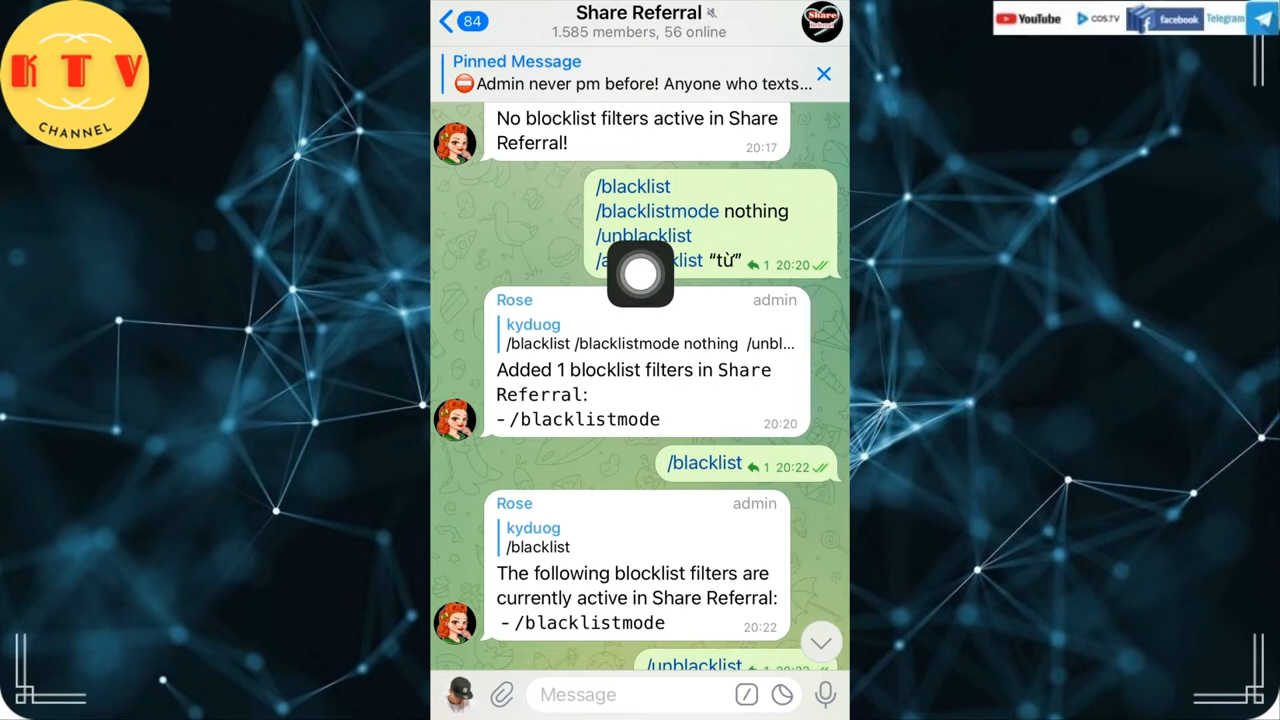 KTV
CHANNEL
YouTube
COS.TV
facebook
Telegram
84
Share Referral
1.585 members, 56 online
Pinned Message
⛔Admin never pm before! Anyone who texts...
No blocklist filters active in Share
Referral!
20:17
/blacklist
/blacklistmode nothing
/unblacklist
klist “từ” 1 20:20
Rose admin
kyduog
/blacklist /blacklistmode nothing /unbl...
Added 1 blocklist filters in Share
Referral:
- /blacklistmode
20:20
/blacklist 1 20:22
Rose admin
kyduog
/blacklist
The following blocklist filters are
currently active in Share Referral:
- /blacklistmode
20:22
/unblacklist 1
Message